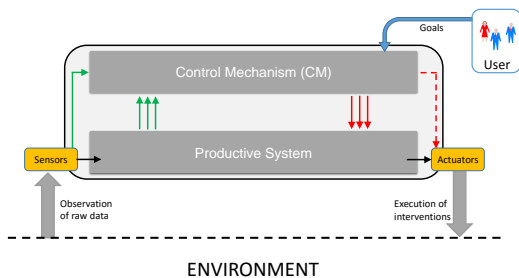 Goals
User
Control Mechanism (CM)
Productive System
Sensors
Actuators
Observation
of raw data
Execution of
interventions
ENVIRONMENT